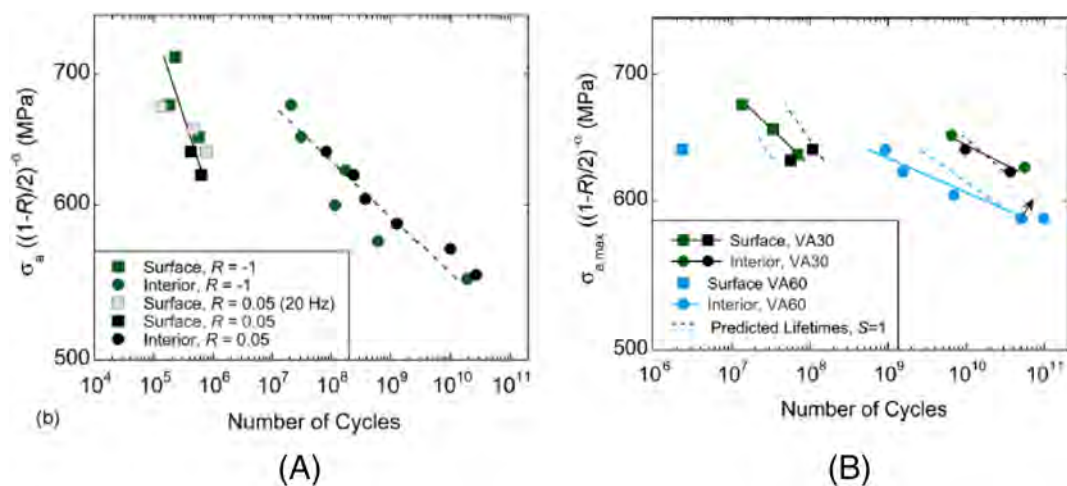 σa ((1-R)/2)-0. (MPa)
700
600
500
Surface, R = -1
Interior, R = -1
Surface, R = 0.05 (20 Hz)
Surface, R = 0.05
Interior, R = 0.05
10^4 10^5 10^6 10^7 10^8 10^9 10^10 10^11
Number of Cycles
(b)
(A)
σa,max ((1-R)/2)-0. (MPa)
700
600
500
Surface, VA30
Interior, VA30
Surface VA60
Interior, VA60
Predicted Lifetimes, S=1
10^6 10^7 10^8 10^9 10^10 10^11
Number of Cycles
(B)